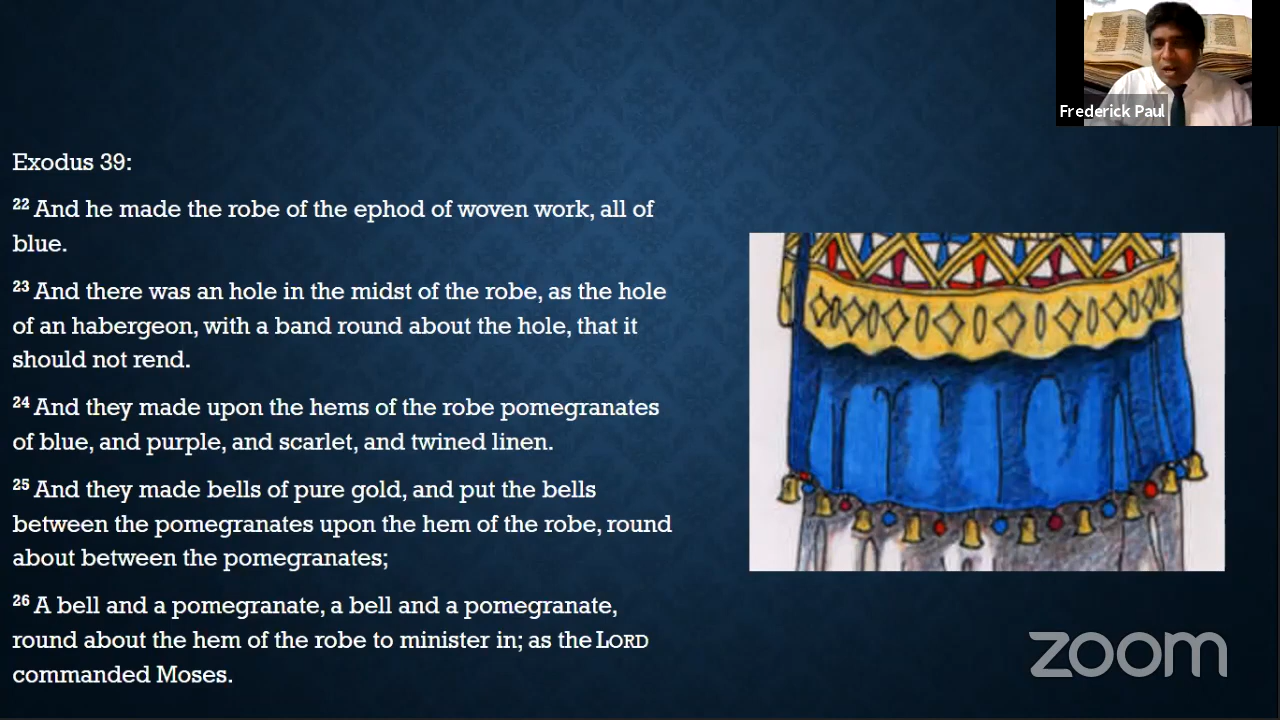 Frederick Paul
Exodus 39:
22 And he made the robe of the ephod of woven work, all of
blue.
23 And there was an hole in the midst of the robe, as the hole
of an habergeon, with a band round about the hole, that it
should not rend.
24 And they made upon the hems of the robe pomegranates
of blue, and purple, and scarlet, and twined linen.
25 And they made bells of pure gold, and put the bells
between the pomegranates upon the hem of the robe, round
about between the pomegranates;
26 A bell and a pomegranate, a bell and a pomegranate,
round about the hem of the robe to minister in; as the LORD
commanded Moses.
zoom